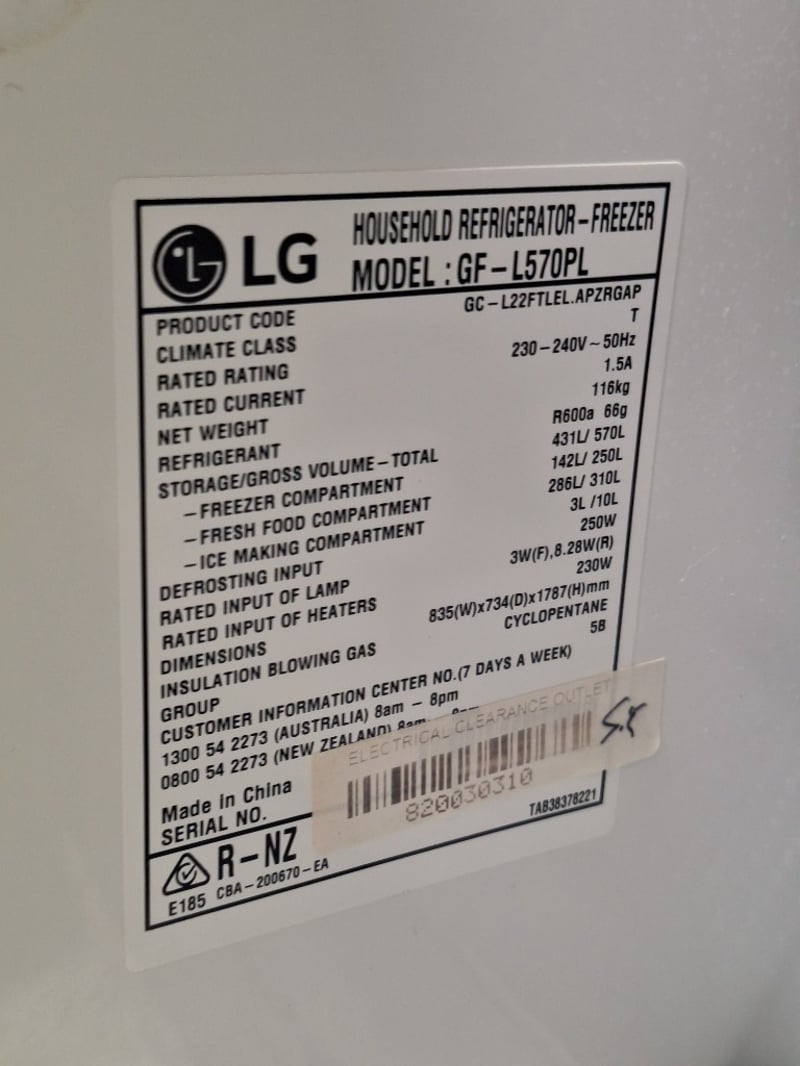 LG
HOUSEHOLD REFRIGERATOR-FREEZER
MODEL : GF-L570PL
PRODUCT CODE GC-L22FTLEL.APZRGAP
CLIMATE CLASS T
RATED RATING 230-240V~50Hz
RATED CURRENT 1.5A
NET WEIGHT 116kg
REFRIGERANT R600a 66g
STORAGE/GROSS VOLUME-TOTAL 431L/ 570L
-FREEZER COMPARTMENT 142L/ 250L
-FRESH FOOD COMPARTMENT 286L/ 310L
-ICE MAKING COMPARTMENT 3L /10L
DEFROSTING INPUT 250W
RATED INPUT OF LAMP 3W(F),8.28W(R)
RATED INPUT OF HEATERS 230W
DIMENSIONS 835(W)x734(D)x1787(H)mm
INSULATION BLOWING GAS CYCLOPENTANE
GROUP 5B
CUSTOMER INFORMATION CENTER NO.(7 DAYS A WEEK)
1300 54 2273 (AUSTRALIA) 8am - 8pm
0800 54 2273 (NEW ZEALAND) 8am
ELECTRICAL CLEARANCE OUTLET
820030310
Made in China
SERIAL NO.
TAB38378221
R-NZ
E185 CBA-200670-EA